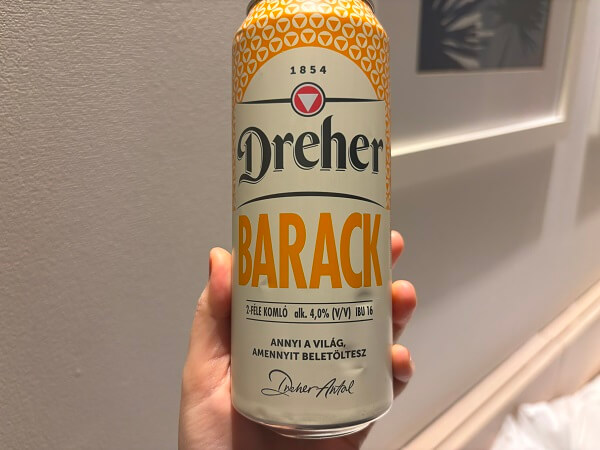 1854
Dreher
BARACK
2-FÉLE KOMLÓ alk. 4,0% (V/V) IBU 16
ANNYI A VILÁG,
AMENNYIT BELETÖLTESZ
Dreher Antal